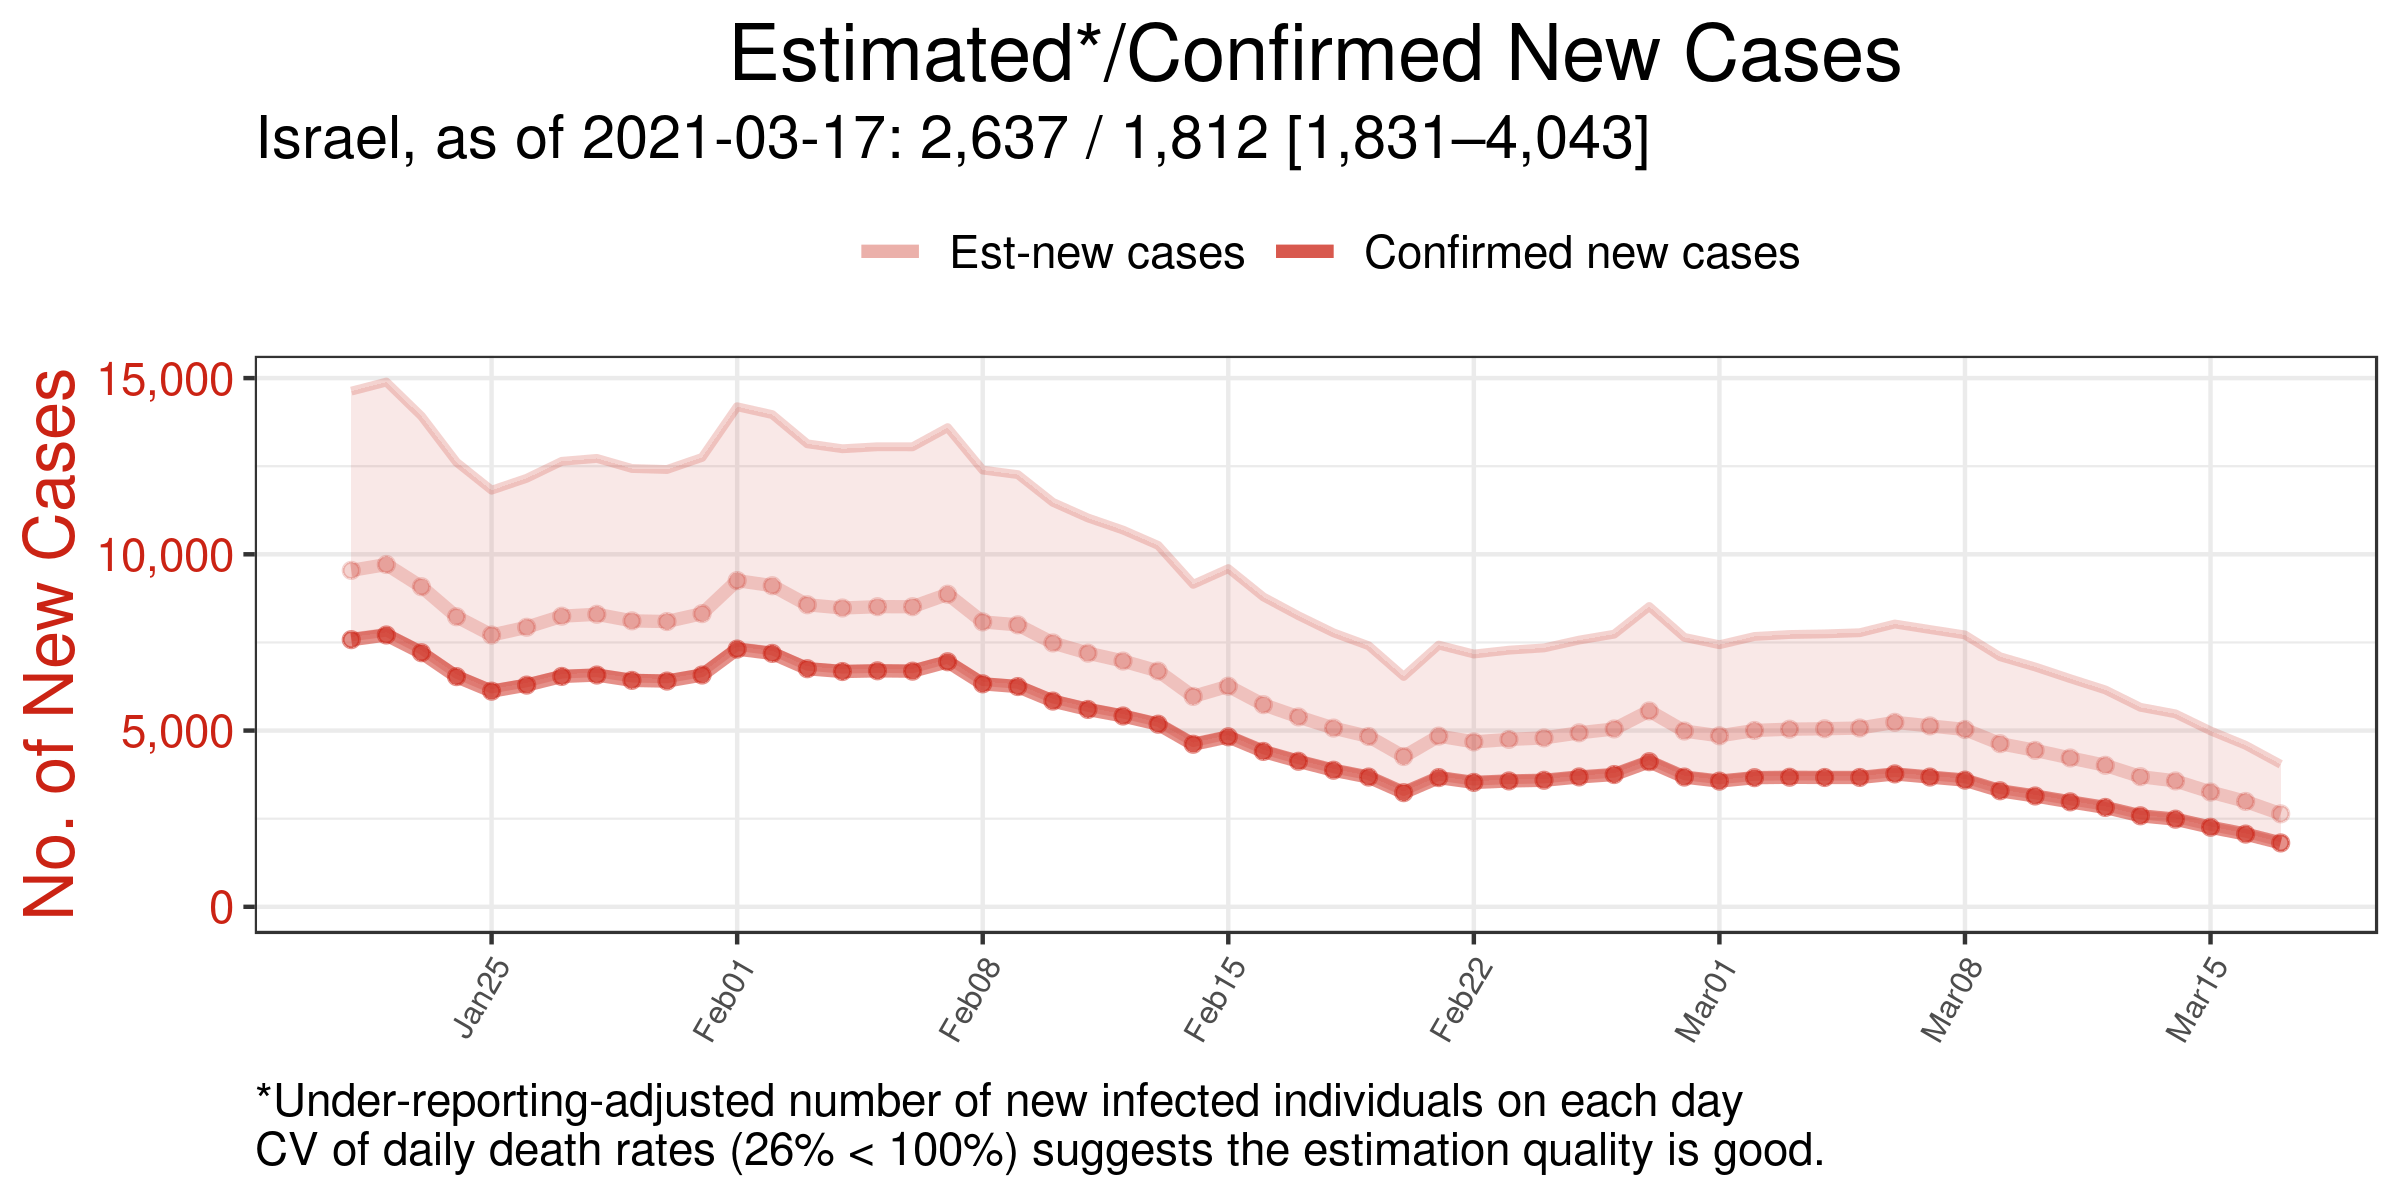 Estimated*/Confirmed New Cases
Israel, as of 2021-03-17: 2,637 / 1,812 [1,831–4,043]
Est-new cases
Confirmed new cases
No. of New Cases
15,000
10,000
5,000
0
Jan25
Feb01
Feb08
Feb15
Feb22
Mar01
Mar08
Mar15
*Under-reporting-adjusted number of new infected individuals on each day
CV of daily death rates (26% < 100%) suggests the estimation quality is good.